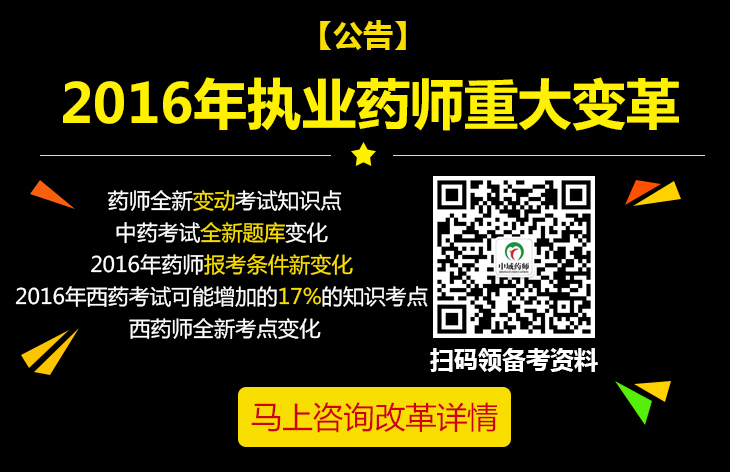 【公告】
2016年执业药师重大变革
药师全新变动考试知识点
中药考试全新题库变化
2016年药师报考条件新变化
2016年西药考试可能增加的17%的知识考点
西药师全新考点变化
中域药师
扫码领备考资料
马上咨询改革详情